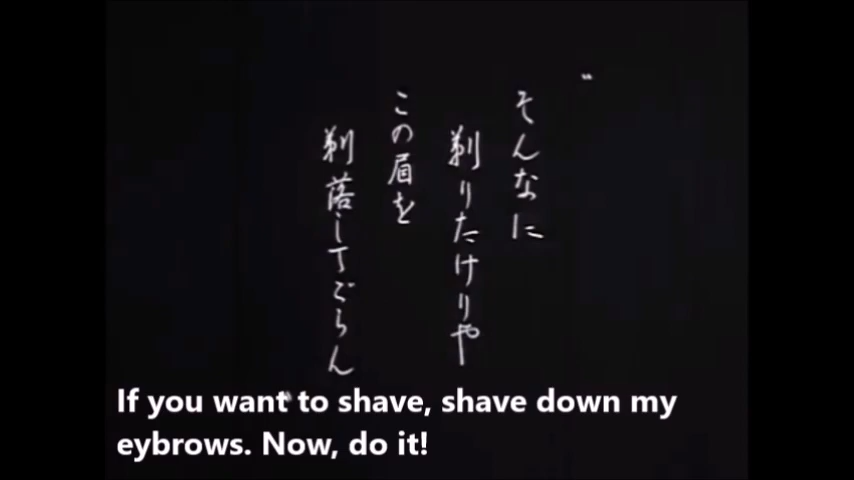 そんなに
剃りたけりや
この眉を
剃落してごらん
If you want to shave, shave down my
eybrows. Now, do it!